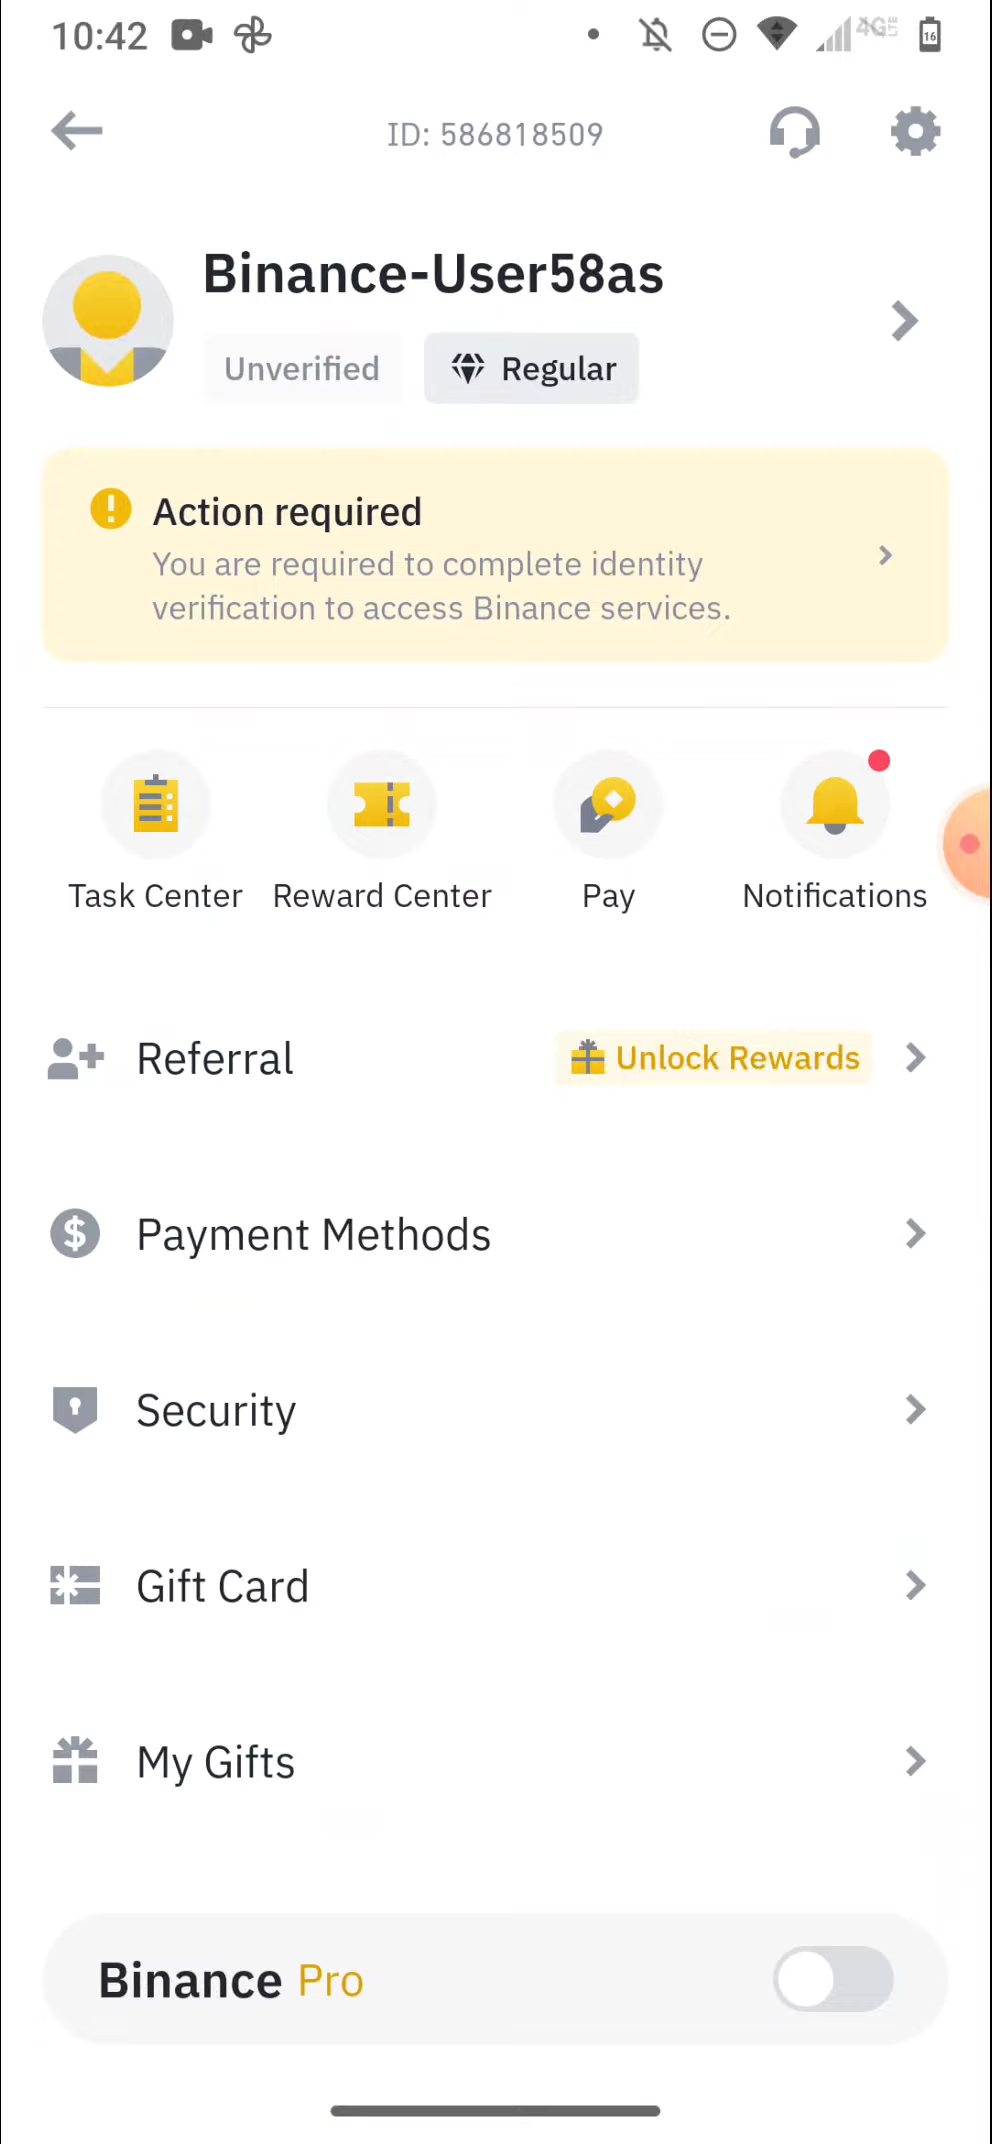 10:42
4G
16
ID: 586818509
Binance-User58as
Unverified
Regular
Action required
You are required to complete identity
verification to access Binance services.
Task Center
Reward Center
Pay
Notifications
Referral
Unlock Rewards
Payment Methods
Security
Gift Card
My Gifts
Binance Pro